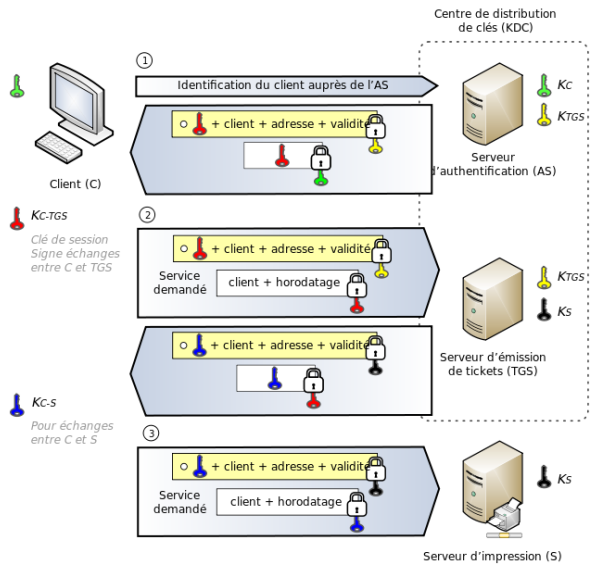 Centre de distribution
de clés (KDC)
1
Identification du client auprès de l'AS
KC
+ client + adresse + validité
KTGS
Client (C)
Serveur
d'authentification (AS)
KC-TGS
Clé de session
Signe échanges
entre C et TGS
2
+ client + adresse + validité
Service
demandé
client + horodatage
KTGS
KS
+ client + adresse + validité
Serveur d'émission
de tickets (TGS)
KC-S
Pour échanges
entre C et S
3
+ client + adresse + validité
Service
demandé
client + horodatage
KS
Serveur d'impression (S)